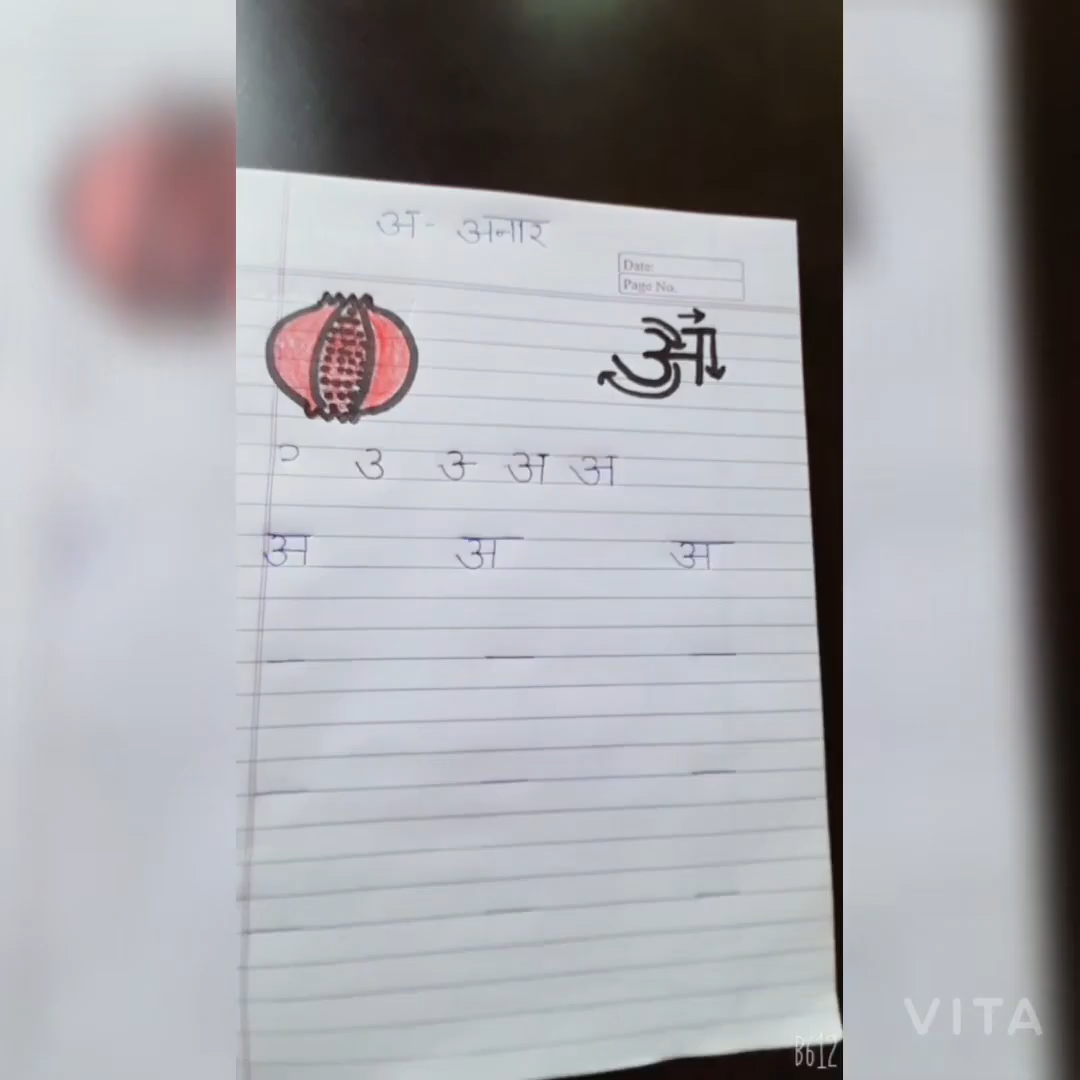 अ - अनार
Date:
Page No.
अ
उ उ अ अ
अ अ अ
VITA
B612